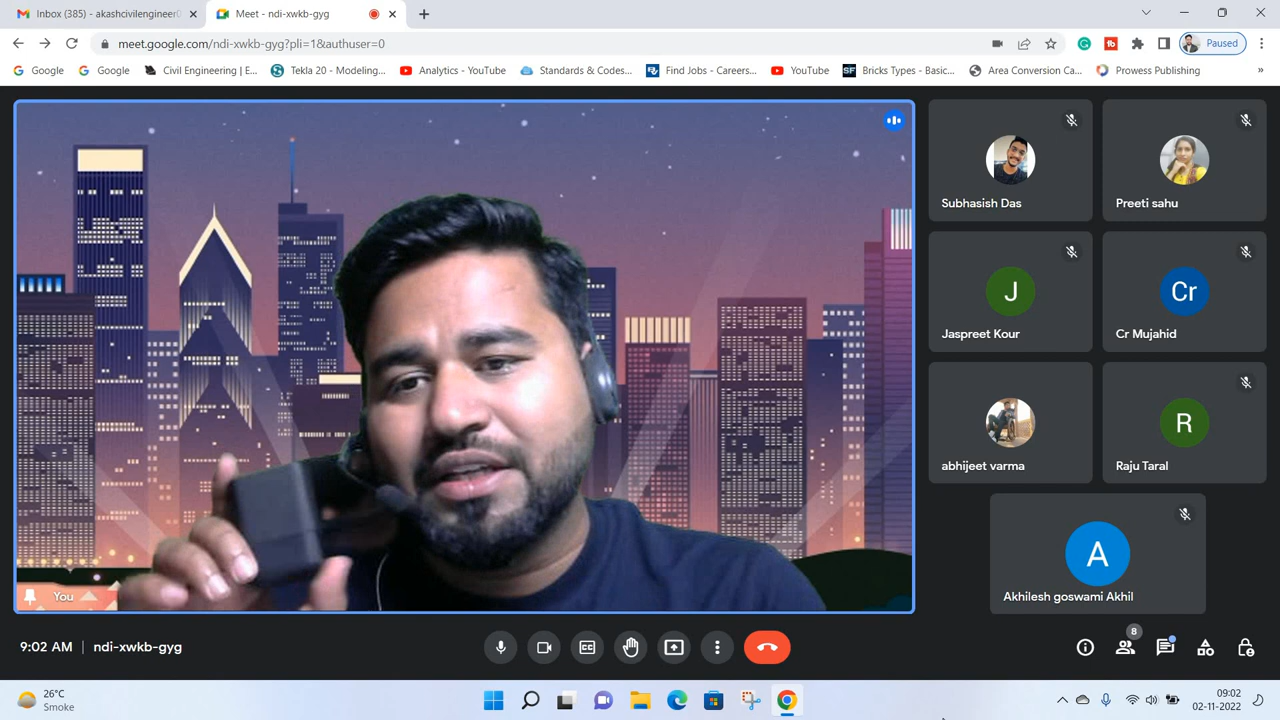 Inbox (385) - akashcivilengineer0
Meet - ndi-xwkb-gyg
meet.google.com/ndi-xwkb-gyg?pli=1&authuser=0
Paused
Google
Google
Civil Engineering | E...
Tekla 20 - Modeling...
Analytics - YouTube
Standards & Codes...
Find Jobs - Careers...
YouTube
SF
Bricks Types - Basic...
Area Conversion Ca...
Prowess Publishing
»
Subhasish Das
Preeti sahu
J
Jaspreet Kour
Cr
Cr Mujahid
abhijeet varma
R
Raju Taral
A
Akhilesh goswami Akhil
You
9:02 AM | ndi-xwkb-gyg
CC
8
26°C
Smoke
09:02
02-11-2022